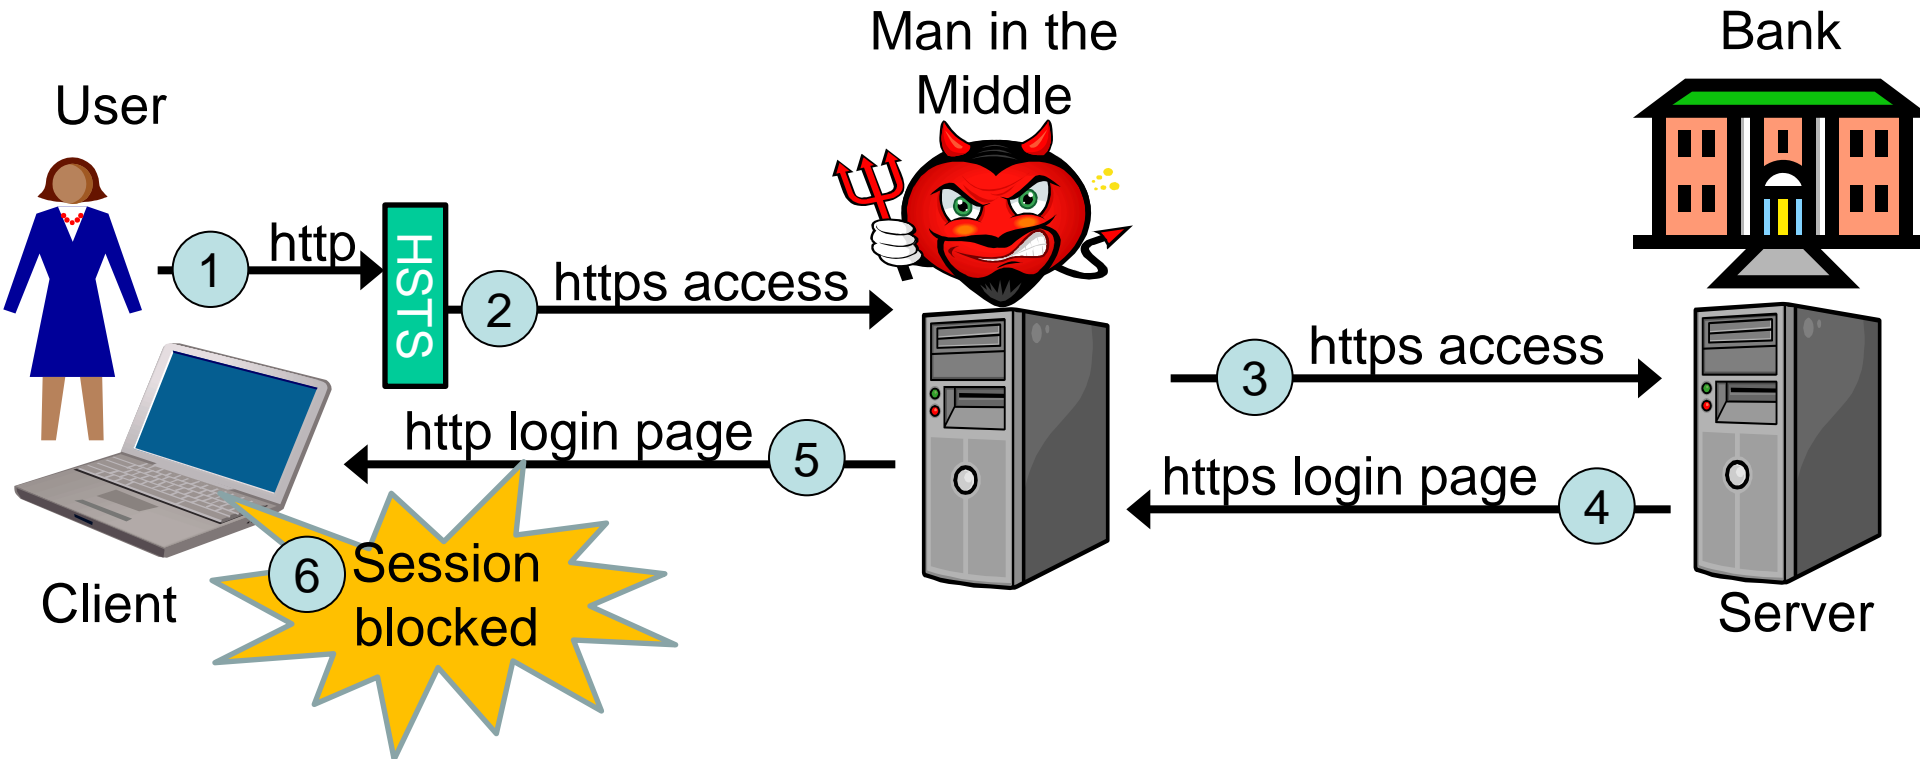 User
Man in the
Middle
Bank
1
http
HSTS
2
https access
3
https access
http login page
5
https login page
4
6
Session
blocked
Client
Server